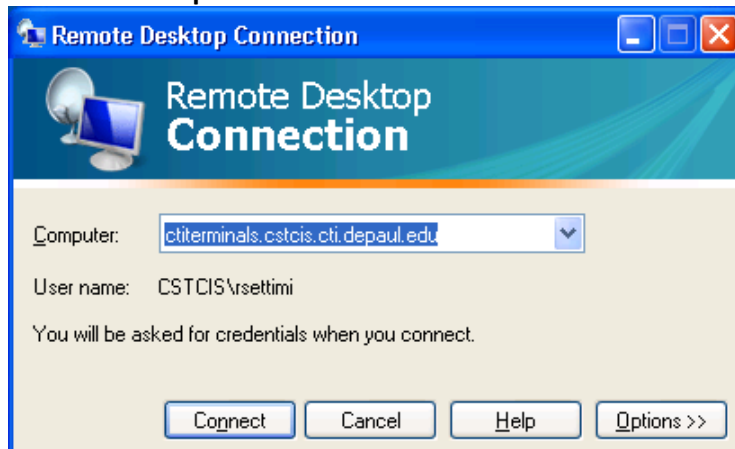 Remote Desktop Connection
Remote Desktop
Connection
Computer: ctiterminals.cstcis.cti.depaul.edu
User name: CSTCIS\rsettimi
You will be asked for credentials when you connect.
Connect Cancel Help Options >>